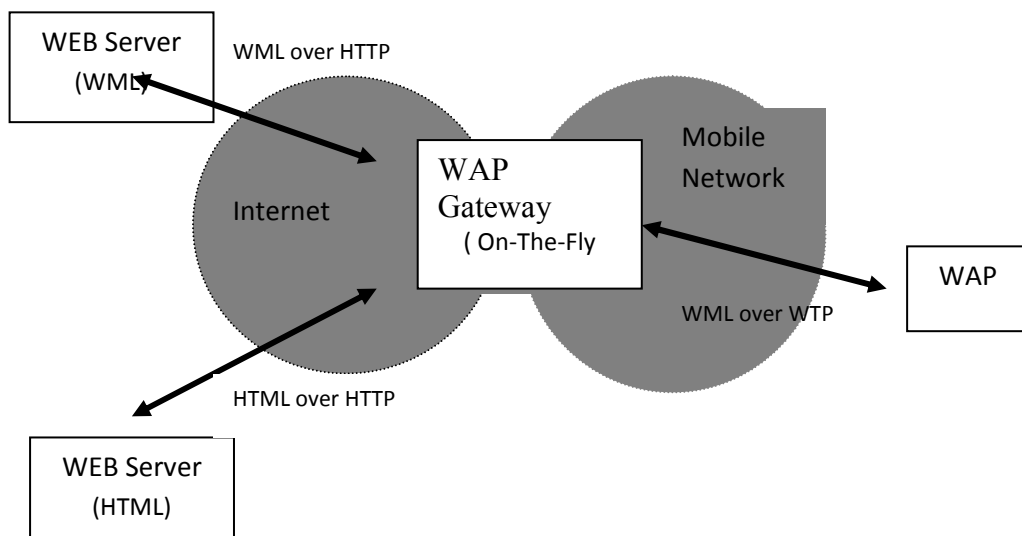 WEB Server
(WML)
WML over HTTP
Internet
WAP
Gateway
( On-The-Fly
Mobile
Network
WAP
WML over WTP
HTML over HTTP
WEB Server
(HTML)